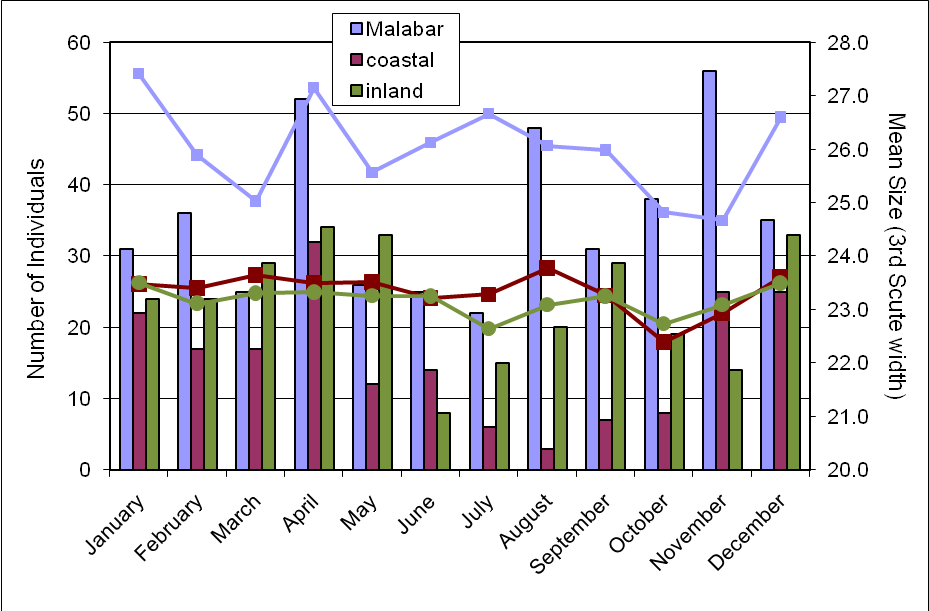 Malabar
coastal
inland
60
50
40
30
20
10
0
Number of Individuals
28.0
27.0
26.0
25.0
24.0
23.0
22.0
21.0
20.0
Mean Size (3rd Scute width)
January
February
March
April
May
June
July
August
September
October
November
December